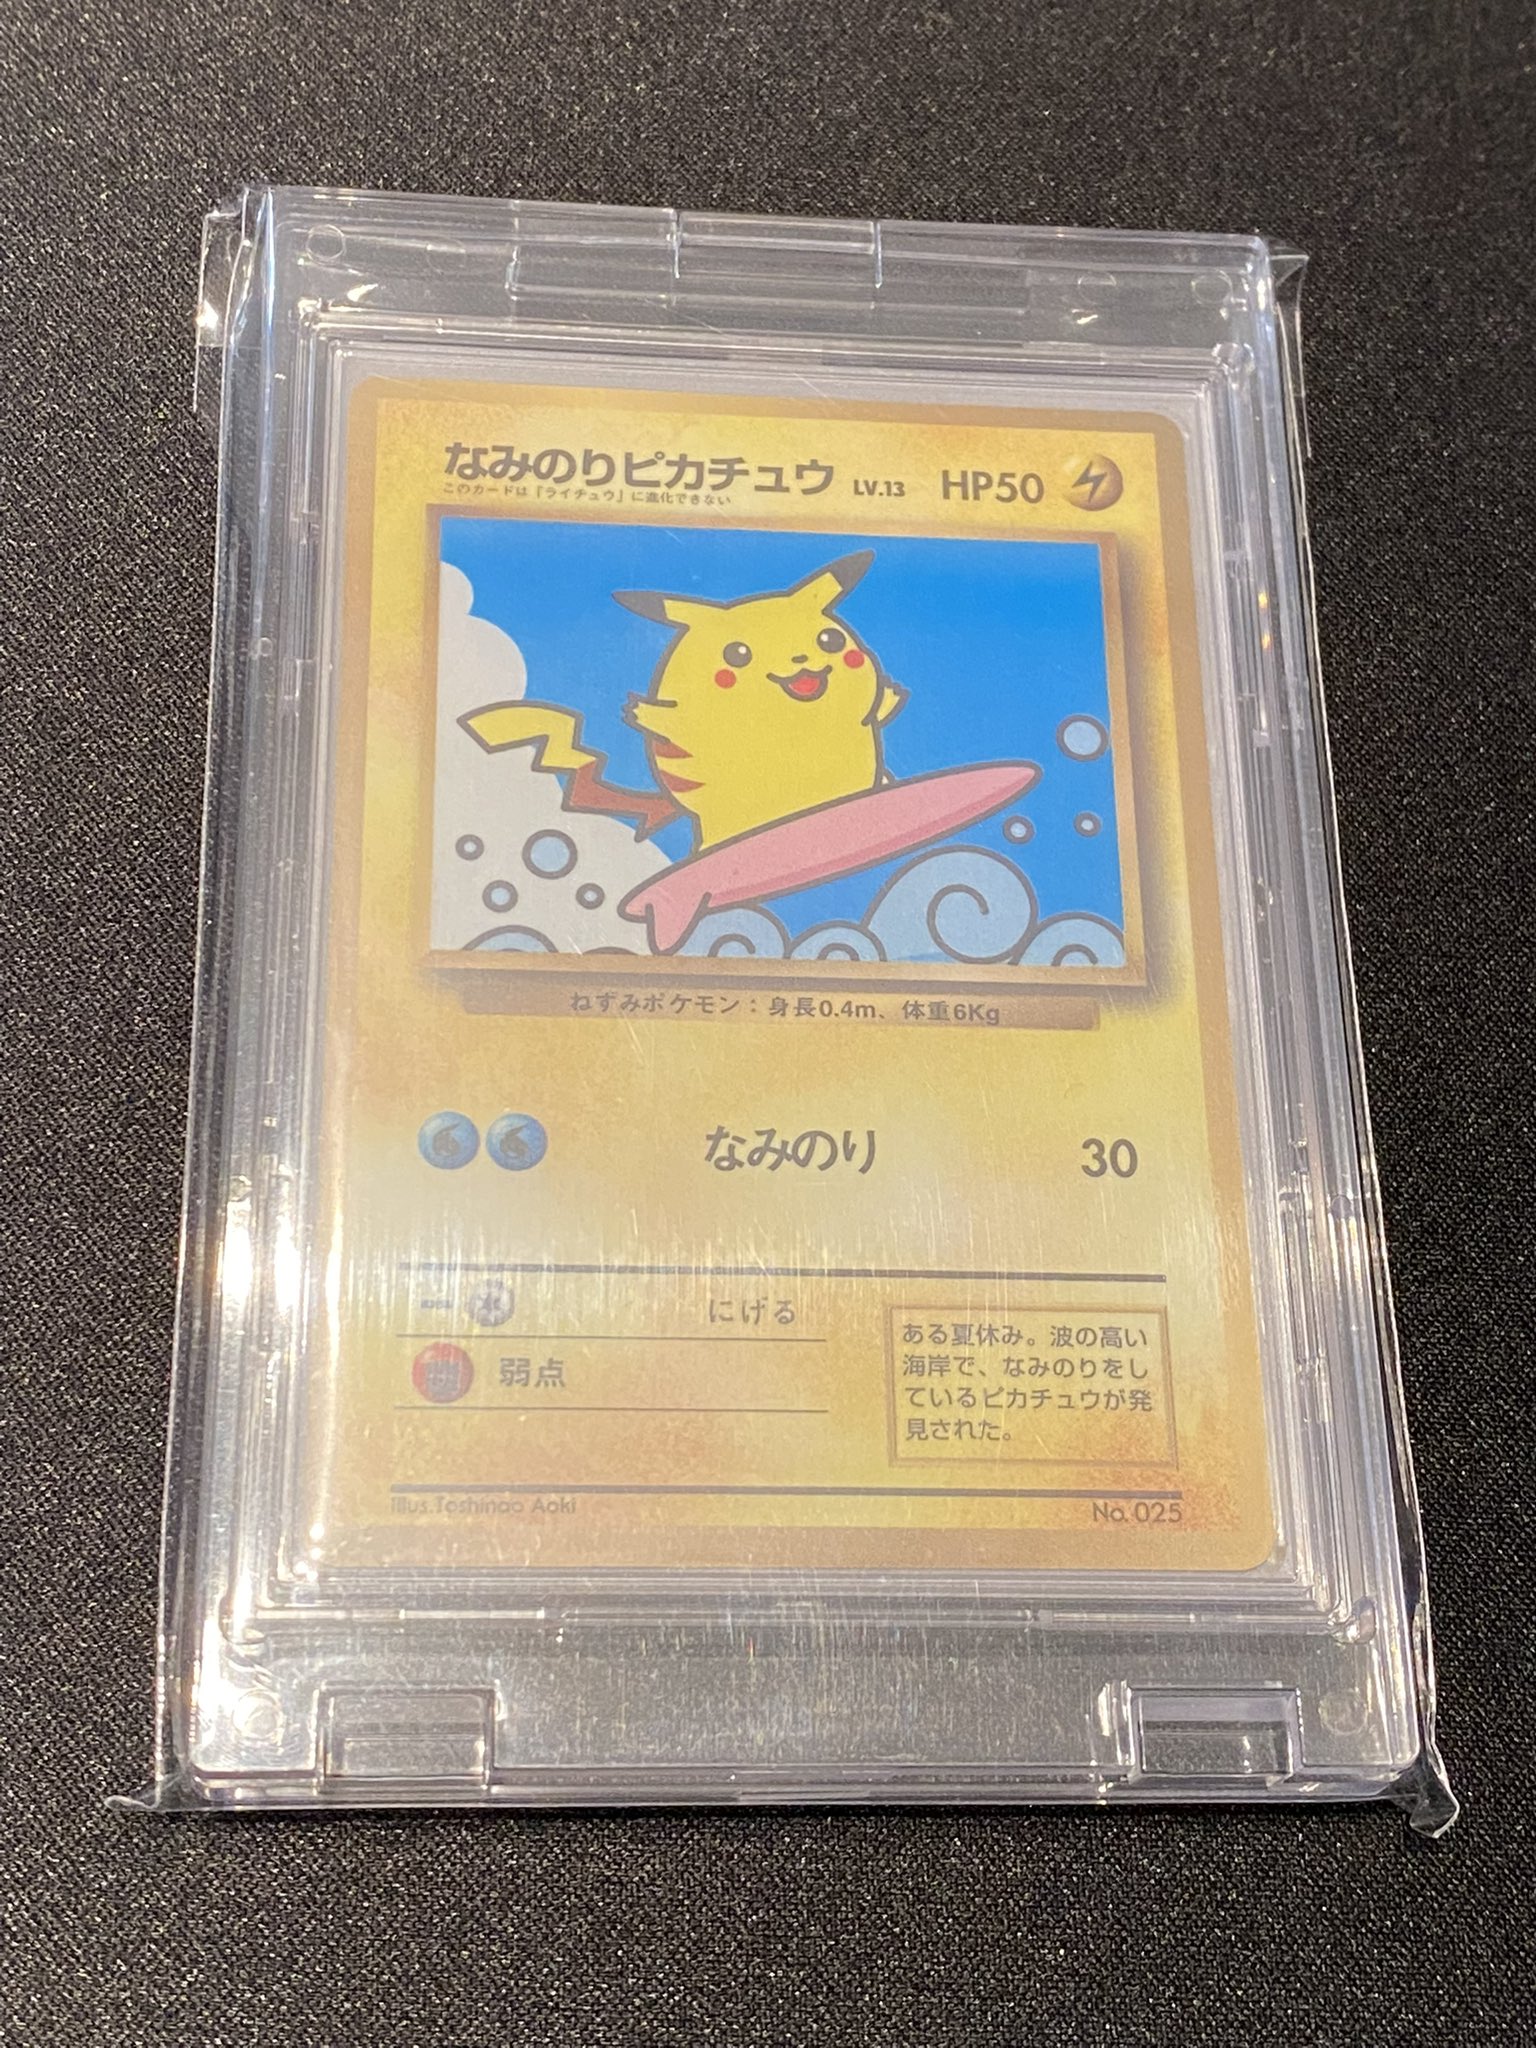 なみのりピカチュウ LV.13 HP50
このカードは「ライチュウ」に進化できない
ねずみポケモン：身長0.4m、体重6Kg
なみのり 30
にげる
弱点
ある夏休み。波の高い
海岸で、なみのりをし
ているピカチュウが発
見された。
Illus.Toshinao Aoki
No. 025